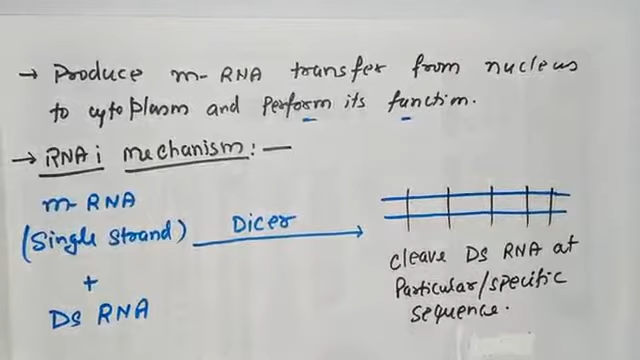 → Produce m-RNA transfer from nucleus
to cytoplasm and perform its function.
→ RNA i mechanism:—
m-RNA
(Single strand)
Dicer
+
Ds RNA
cleave Ds RNA at
Particular/specific
sequence.